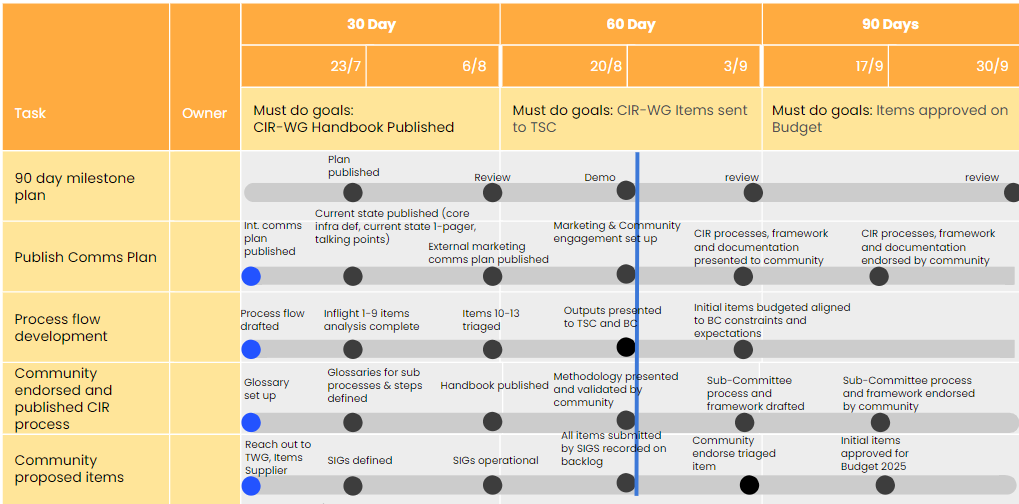 30 Day
60 Day
90 Days
23/7
6/8
20/8
3/9
17/9
30/9
Task
Owner
Must do goals:
CIR-WG Handbook Published
Must do goals: CIR-WG Items sent
to TSC
Must do goals: Items approved on
Budget
90 day milestone
plan
Plan
published
Review
Demo
review
review
Publish Comms Plan
Int. comms
plan
published
Current state published (core
infra def, current state 1-pager,
talking points)
External marketing
comms plan published
Marketing & Community
engagement set up
CIR processes, framework
and documentation
presented to community
CIR processes, framework
and documentation
endorsed by community
Process flow
development
Process flow
drafted
Inflight 1-9 items
analysis complete
Items 10-13
triaged
Outputs presented
to TSC and BC
Initial items budgeted aligned
to BC constraints and
expectations
Community
endorsed and
published CIR
process
Glossary
set up
Glossaries for sub
processes & steps
defined
Handbook published
Methodology presented
and validated by
community
Sub-Committee
process and
framework drafted
Sub-Committee process
and framework endorsed
by community
Community
proposed items
Reach out to
TWG, Items
Supplier
SIGs defined
SIGs operational
All items submitted
by SIGS recorded on
backlog
Community
endorse triaged
item
Initial items
approved for
Budget 2025